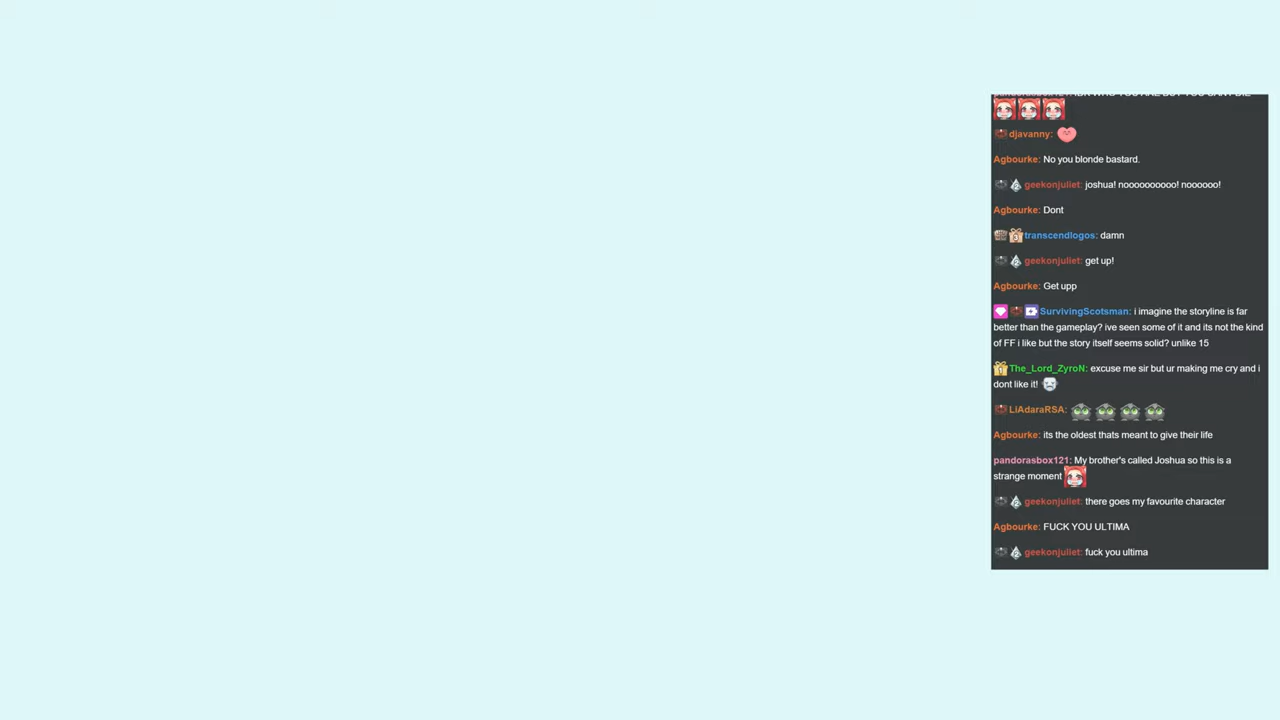 djavanny:
Agbourke: No you blonde bastard.
geekonjuliet: joshua! noooooooooo! noooooo!
Agbourke: Dont
transcendlogos: damn
geekonjuliet: get up!
Agbourke: Get upp
SurvivingScotsman: i imagine the storyline is far
better than the gameplay? ive seen some of it and its not the kind
of FF i like but the story itself seems solid? unlike 15
The_Lord_ZyroN: excuse me sir but ur making me cry and i
dont like it!
LiAdaraRSA:
Agbourke: its the oldest thats meant to give their life
pandorasbox121: My brother's called Joshua so this is a
strange moment
geekonjuliet: there goes my favourite character
Agbourke: FUCK YOU ULTIMA
geekonjuliet: fuck you ultima